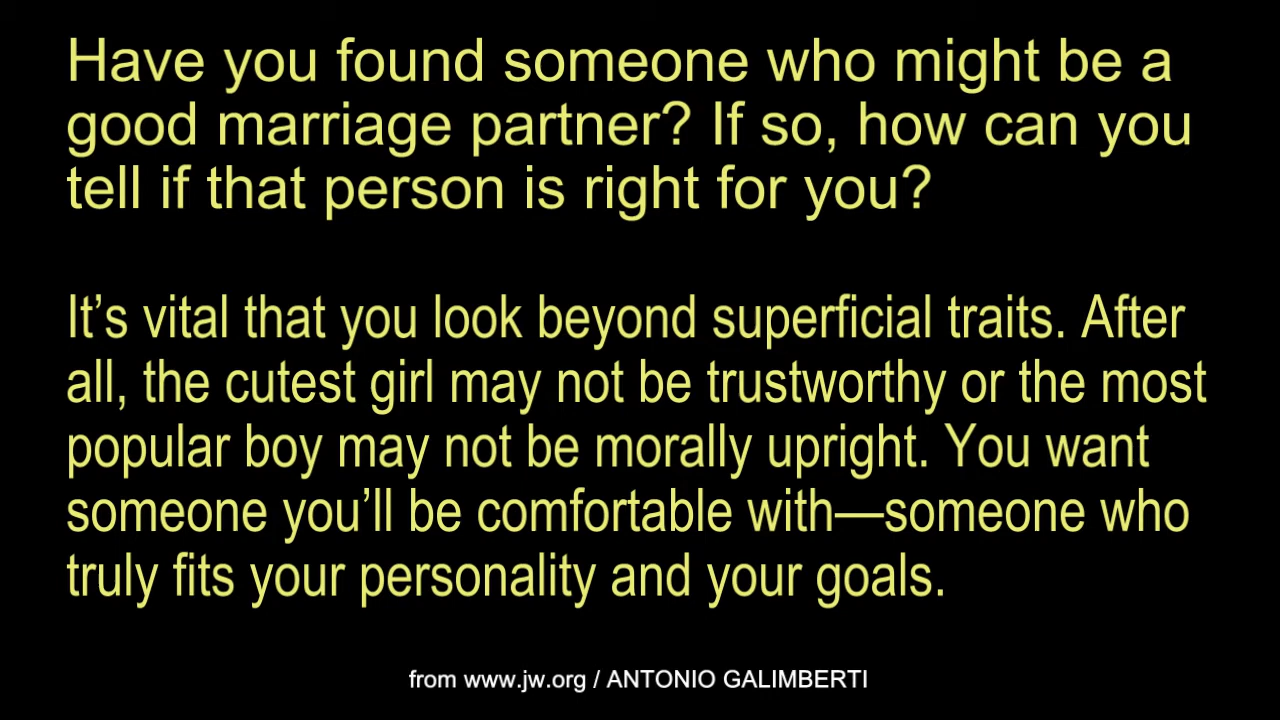 Have you found someone who might be a
good marriage partner? If so, how can you
tell if that person is right for you?
It’s vital that you look beyond superficial traits. After
all, the cutest girl may not be trustworthy or the most
popular boy may not be morally upright. You want
someone you’ll be comfortable with—someone who
truly fits your personality and your goals.
from www.jw.org / ANTONIO GALIMBERTI